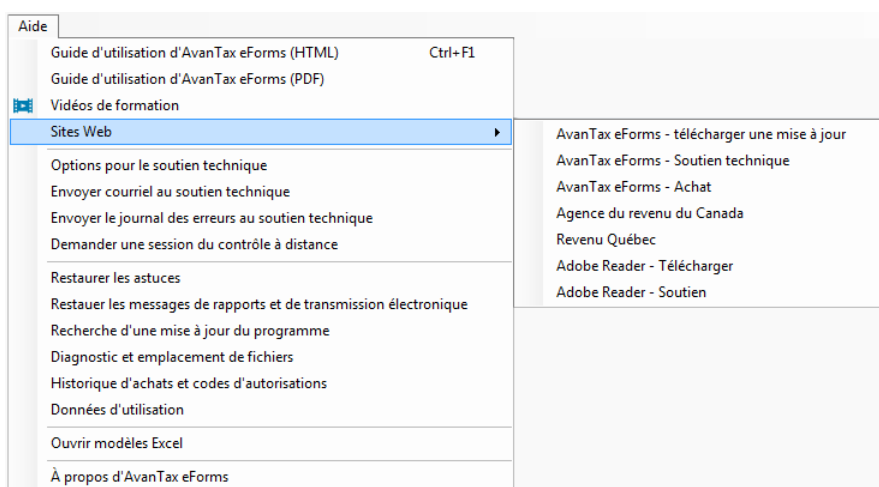 Aide
Guide d'utilisation d'AvanTax eForms (HTML) Ctrl+F1
Guide d'utilisation d'AvanTax eForms (PDF)
Vidéos de formation
Sites Web
AvanTax eForms - télécharger une mise à jour
AvanTax eForms - Soutien technique
AvanTax eForms - Achat
Agence du revenu du Canada
Revenu Québec
Adobe Reader - Télécharger
Adobe Reader - Soutien
Options pour le soutien technique
Envoyer courriel au soutien technique
Envoyer le journal des erreurs au soutien technique
Demander une session du contrôle à distance
Restaurer les astuces
Restauer les messages de rapports et de transmission électronique
Recherche d'une mise à jour du programme
Diagnostic et emplacement de fichiers
Historique d'achats et codes d'autorisations
Données d'utilisation
Ouvrir modèles Excel
À propos d'AvanTax eForms